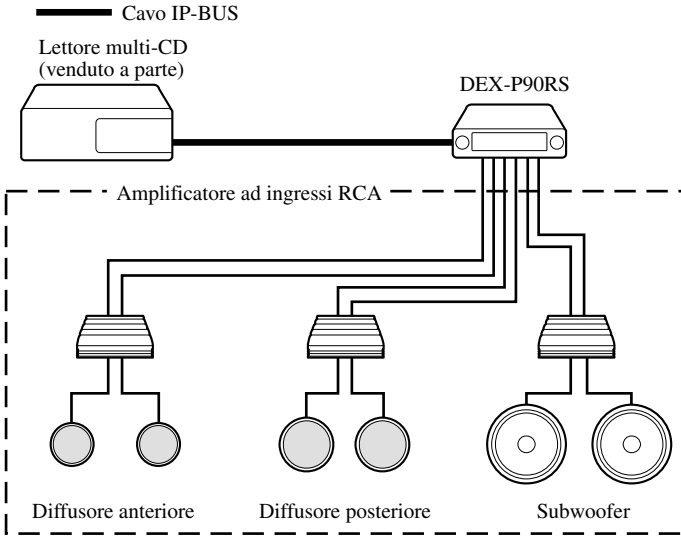 Cavo IP-BUS
Lettore multi-CD
(venduto a parte)
DEX-P90RS
Amplificatore ad ingressi RCA
Diffusore anteriore
Diffusore posteriore
Subwoofer